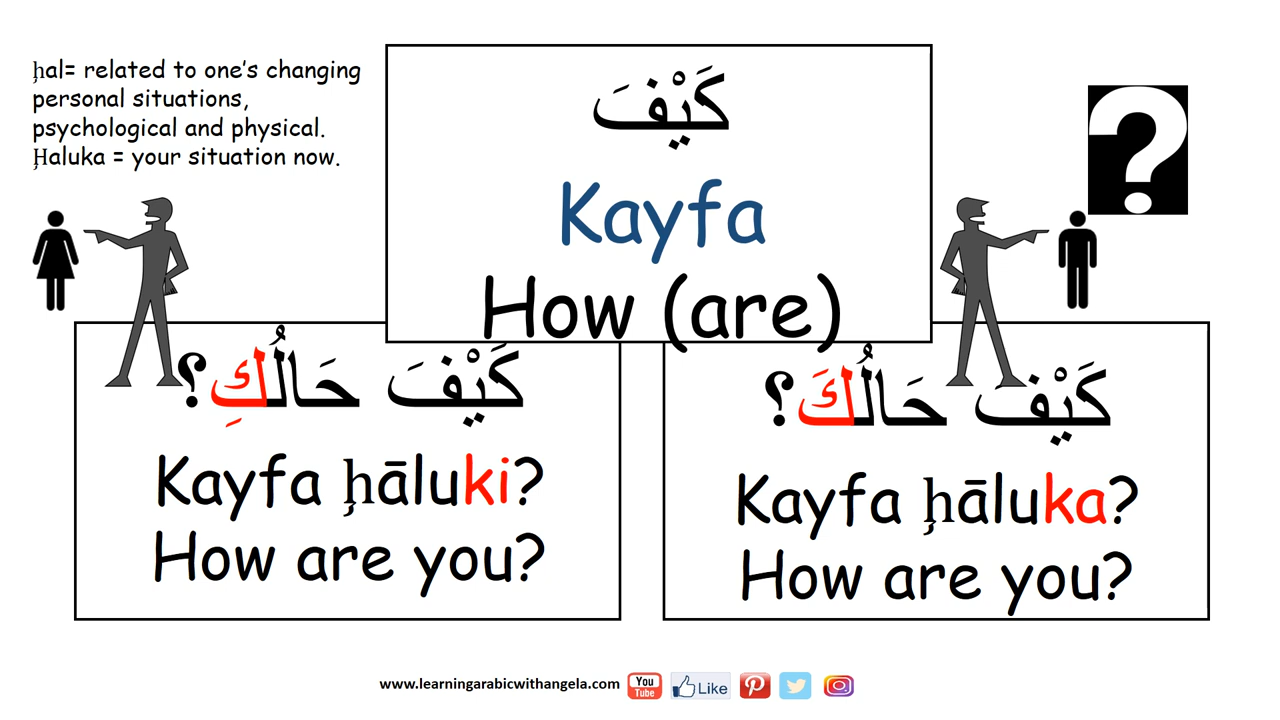 ḩal= related to one's changing
personal situations,
psychological and physical.
Ḩaluka = your situation now.
كَيْفَ
Kayfa
How (are)
?
كَيْفَ حَالُكِ؟
Kayfa ḩāluki?
How are you?
كَيْفَ حَالُكَ؟
Kayfa ḩāluka?
How are you?
www.learningarabicwithangela.com
You
Tube
Like